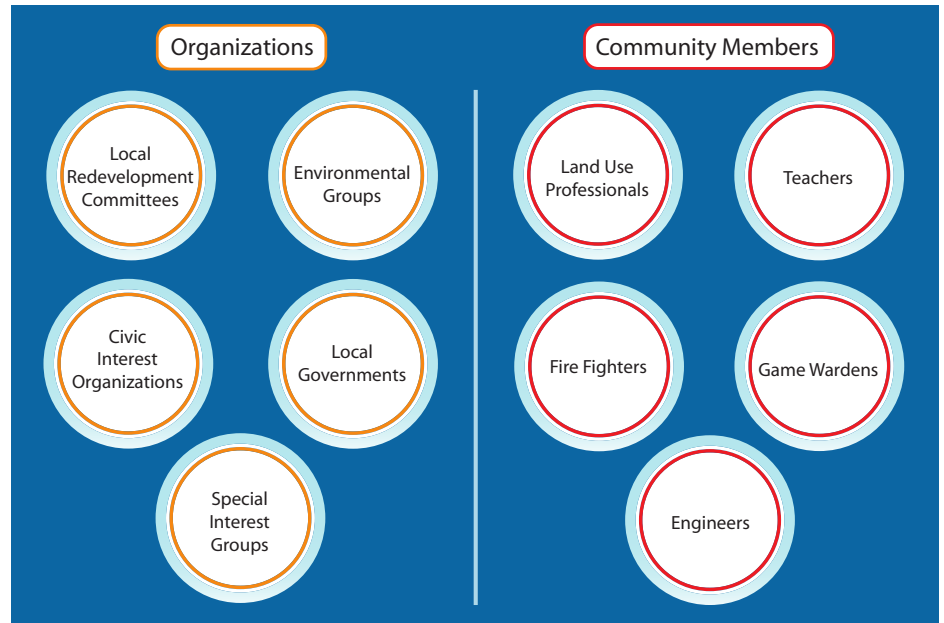 Organizations
Local
Redevelopment
Committees
Environmental
Groups
Civic
Interest
Organizations
Local
Governments
Special
Interest
Groups
Community Members
Land Use
Professionals
Teachers
Fire Fighters
Game Wardens
Engineers